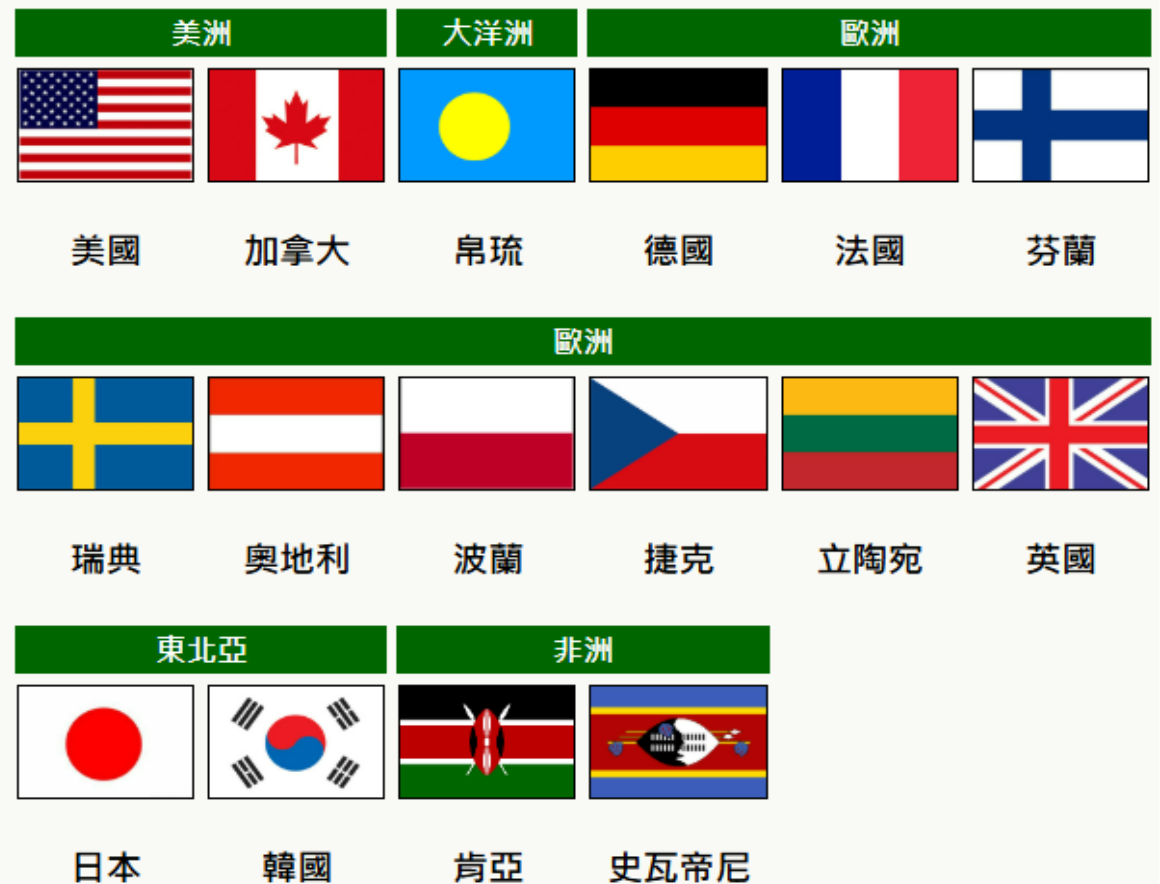 美洲 大洋洲 歐洲
美國 加拿大 帛琉 德國 法國 芬蘭
歐洲
瑞典 奧地利 波蘭 捷克 立陶宛 英國
東北亞 非洲
日本 韓國 肯亞 史瓦帝尼